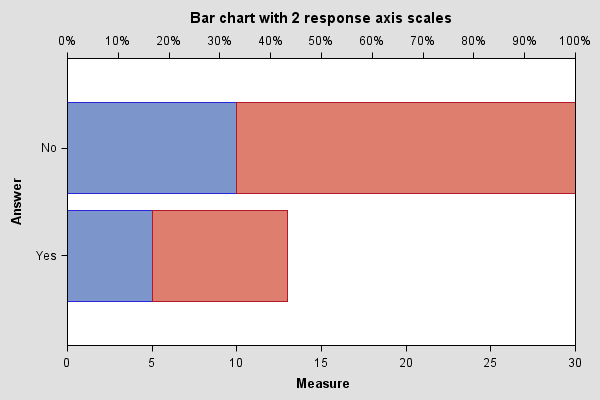 Bar chart with 2 response axis scales
0% 10% 20% 30% 40% 50% 60% 70% 80% 90% 100%
No
Answer
Yes
0 5 10 15 20 25 30
Measure